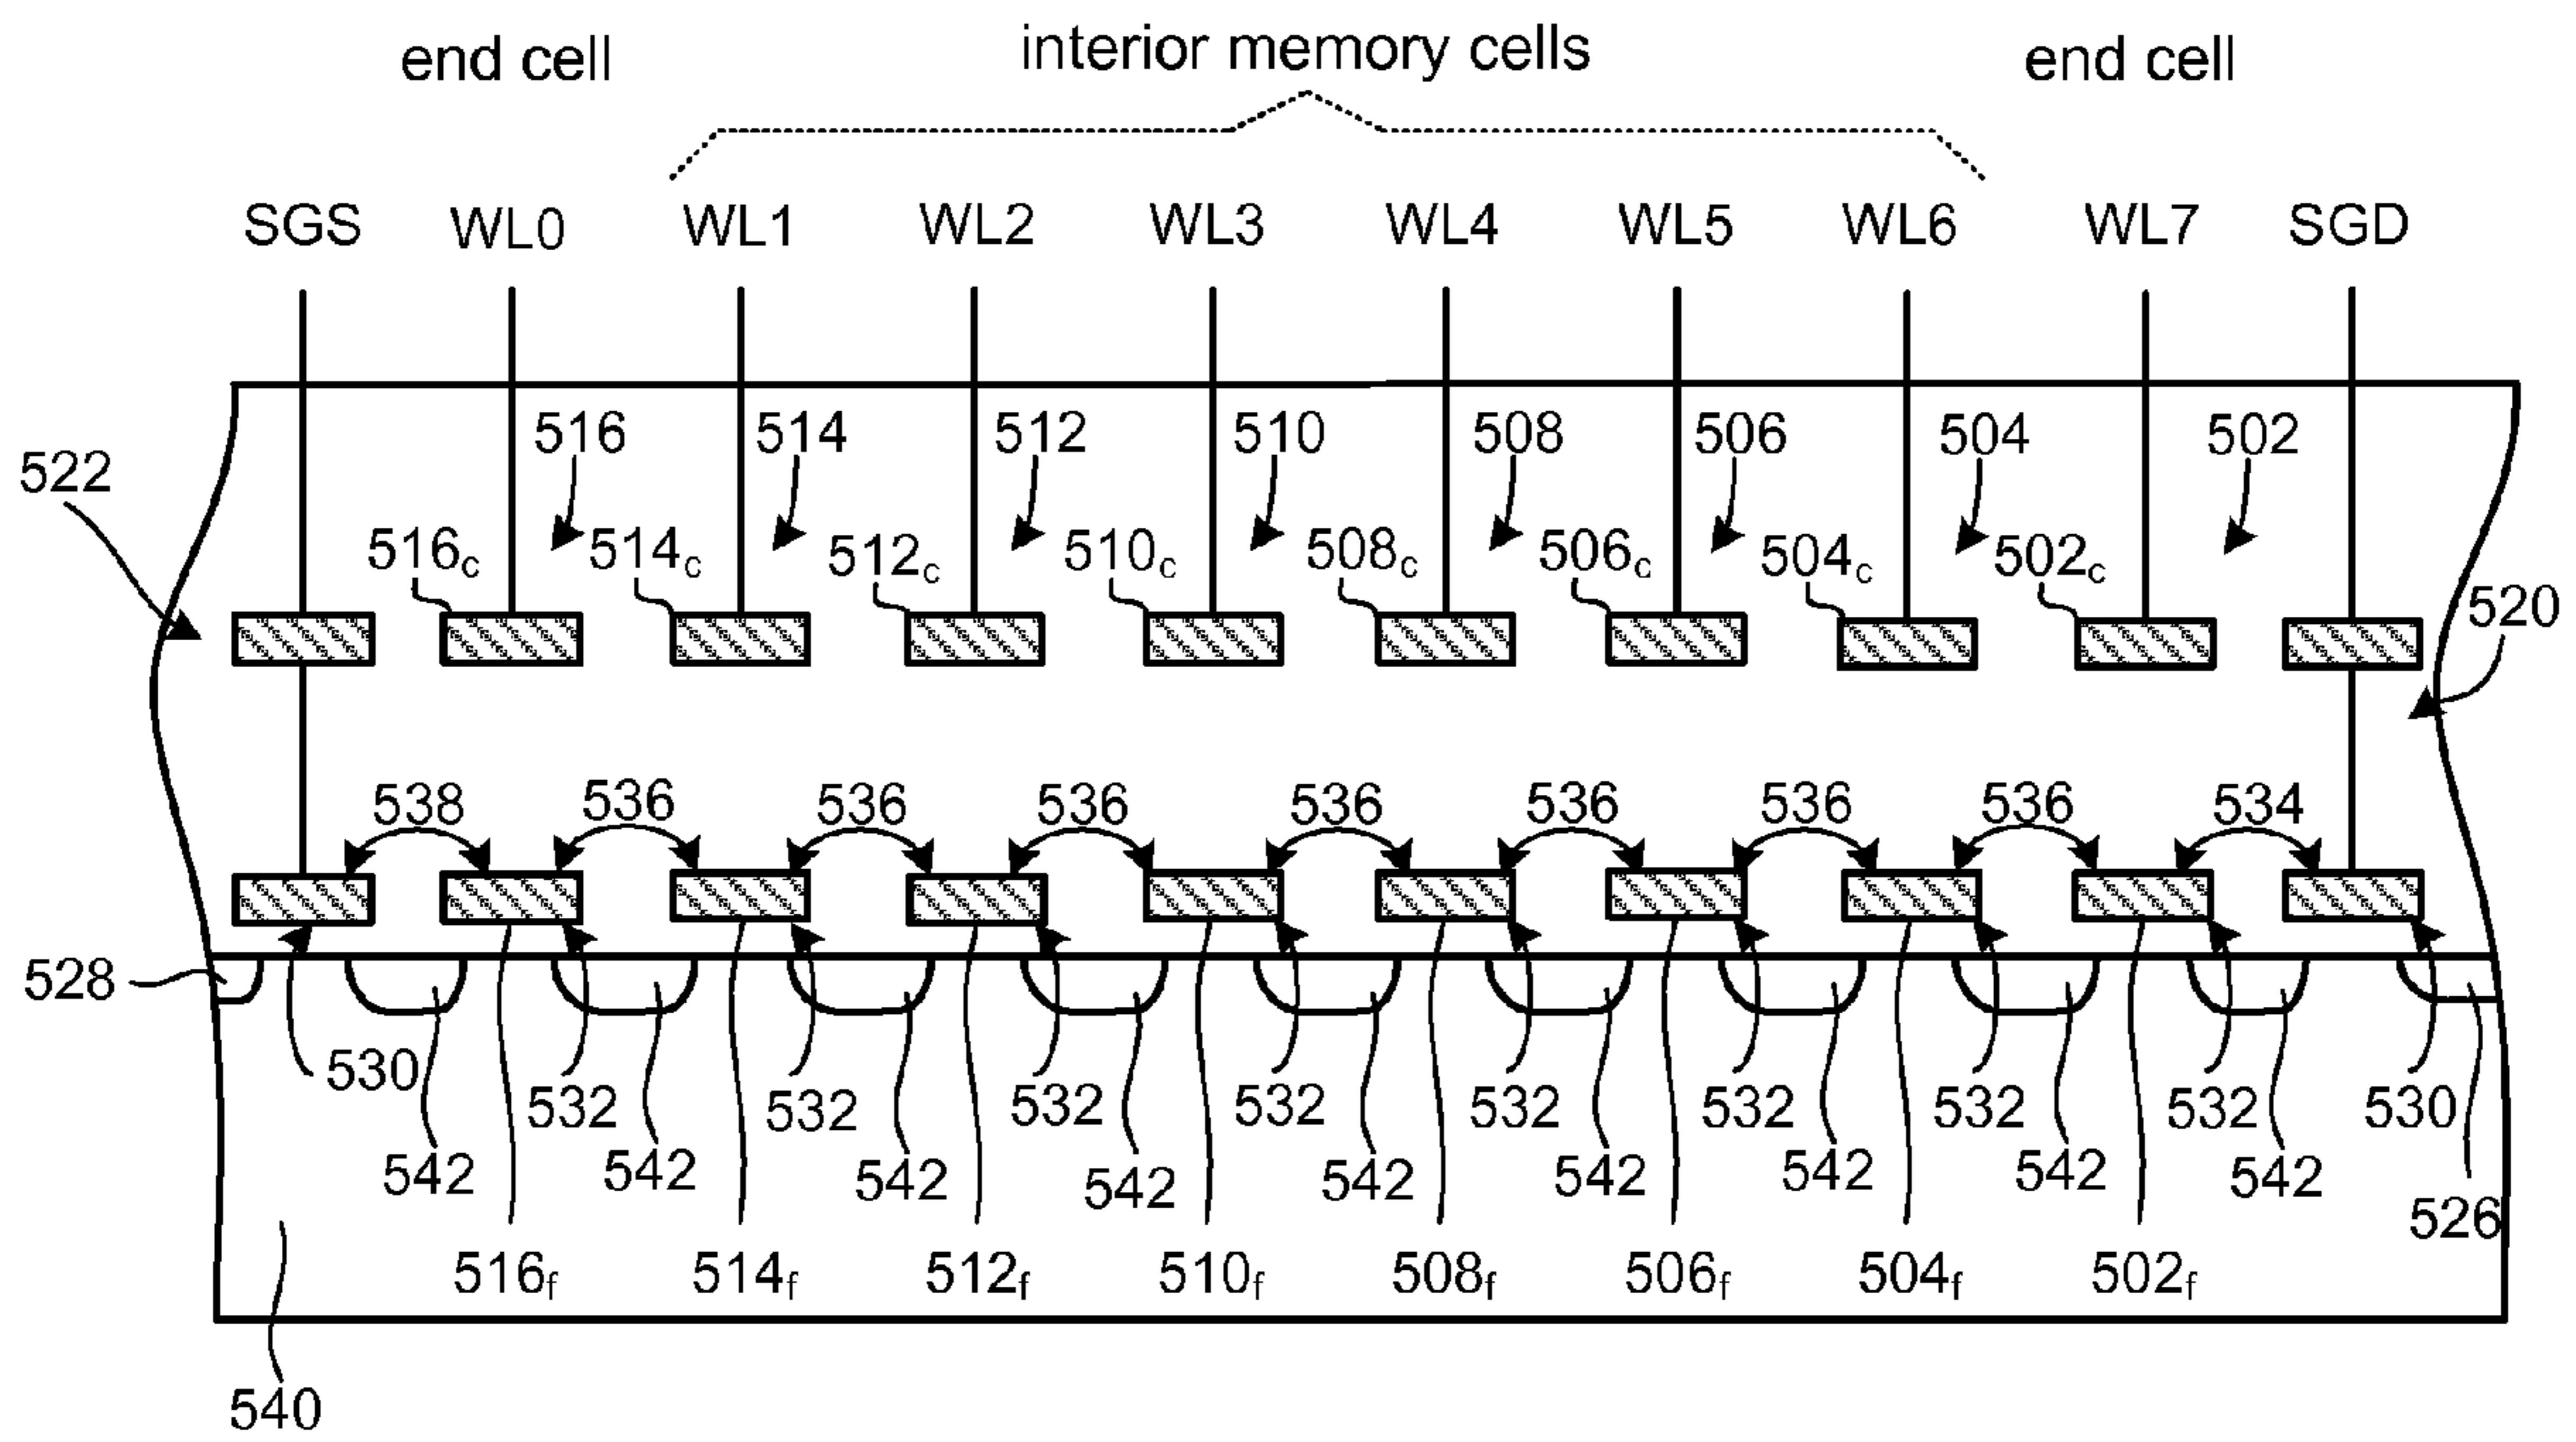 end cell interior memory cells end cell
SGS WL0 WL1 WL2 WL3 WL4 WL5 WL6 WL7 SGD
516 514 512 510 508 506 504 502
522
516c 514c 512c 510c 508c 506c 504c 502c
520
538 536 536 536 536 536 536 536 534
528
530 532 532 532 532 532 532 532 532 530
542 542 542 542 542 542 542 542 542
526
516f 514f 512f 510f 508f 506f 504f 502f
540